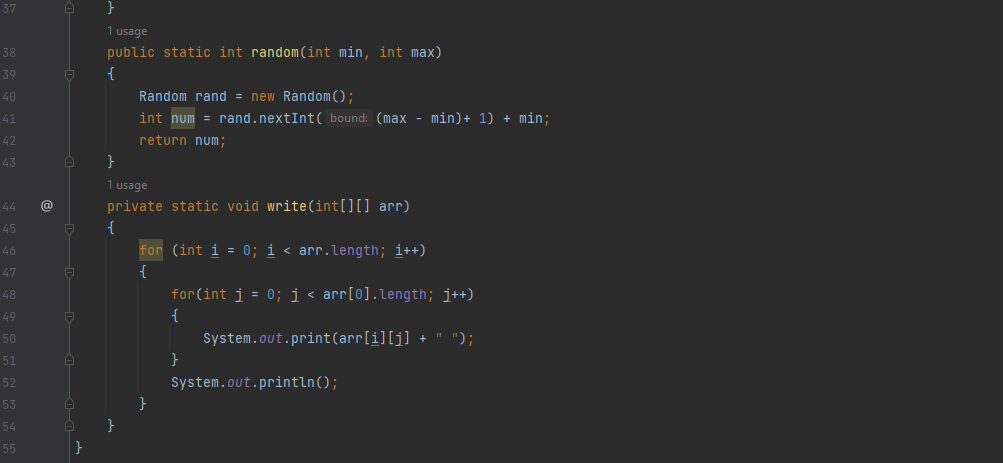 37 }
1 usage
38 public static int random(int min, int max)
39 {
40 Random rand = new Random();
41 int num = rand.nextInt( bound: (max - min)+ 1) + min;
42 return num;
43 }
1 usage
44 @ private static void write(int[][] arr)
45 {
46 for (int i = 0; i < arr.length; i++)
47 {
48 for(int j = 0; j < arr[0].length; j++)
49 {
50 System.out.print(arr[i][j] + " ");
51 }
52 System.out.println();
53 }
54 }
55 }